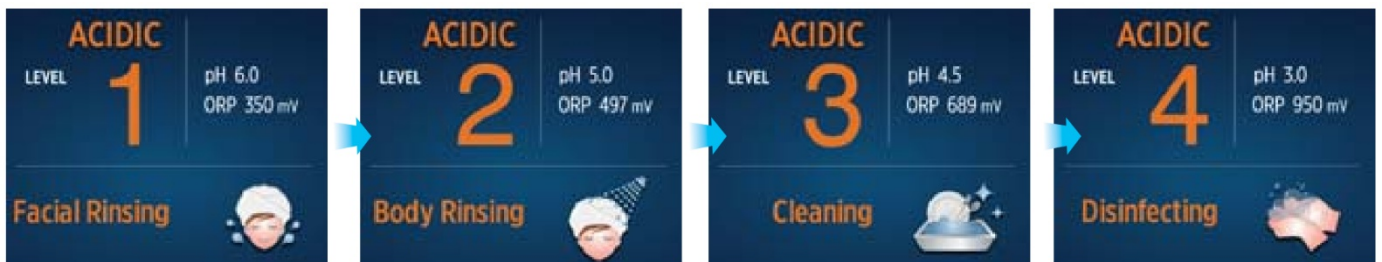 ACIDIC
LEVEL 1
pH 6.0
ORP 350 mV
Facial Rinsing
ACIDIC
LEVEL 2
pH 5.0
ORP 497 mV
Body Rinsing
ACIDIC
LEVEL 3
pH 4.5
ORP 689 mV
Cleaning
ACIDIC
LEVEL 4
pH 3.0
ORP 950 mV
Disinfecting